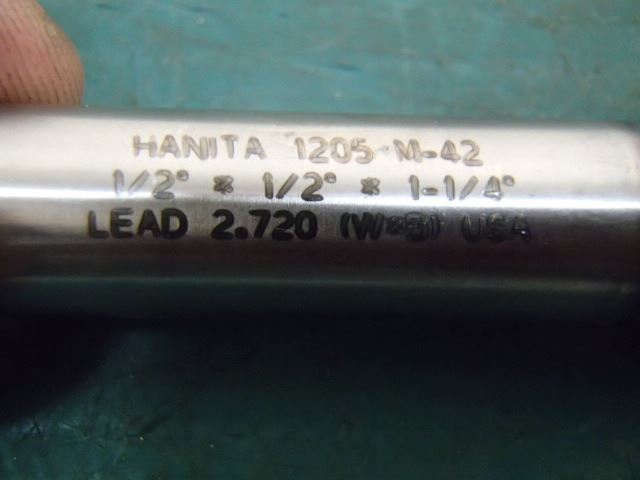 HANITA 1205 M-42
1/2" * 1/2" * 1-1/4"
LEAD 2.720 (W*B) USA